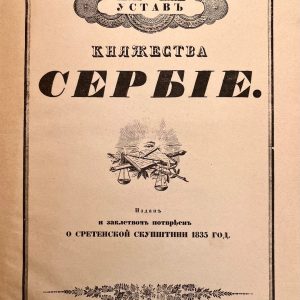 УСТАВЪ
КНЯЖЕСТВА
СЕРБІЕ.
Изданъ
и заклетвомъ потврђенъ
О СРЕТЕНСКОЙ СКУПШТИНИ 1835 ГОД.